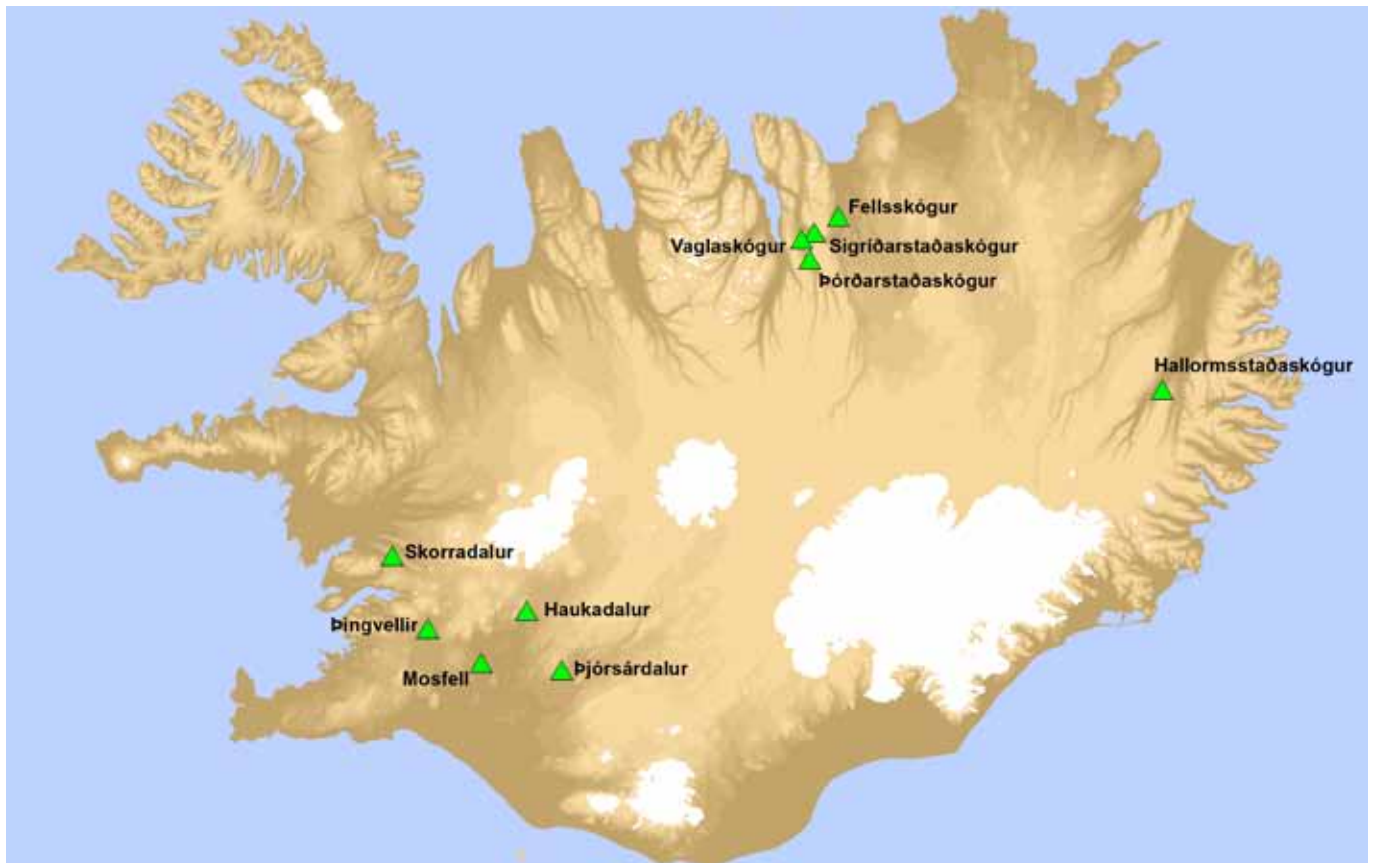 Fellsskógur
Vaglaskógur
Sigríðarstaðaskógur
Þórðarstaðaskógur
Hallormsstaðaskógur
Skorradalur
Haukadalur
Þingvellir
Mosfell
Þjórsárdalur